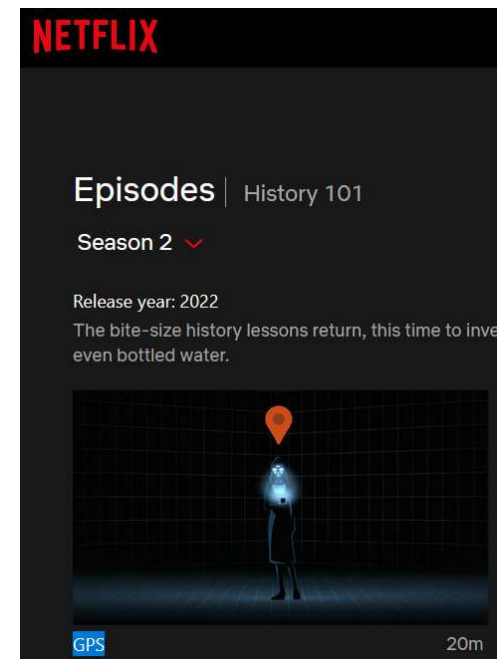 NETFLIX
Episodes | History 101
Season 2
Release year: 2022
The bite-size history lessons return, this time to inve
even bottled water.
GPS 20m